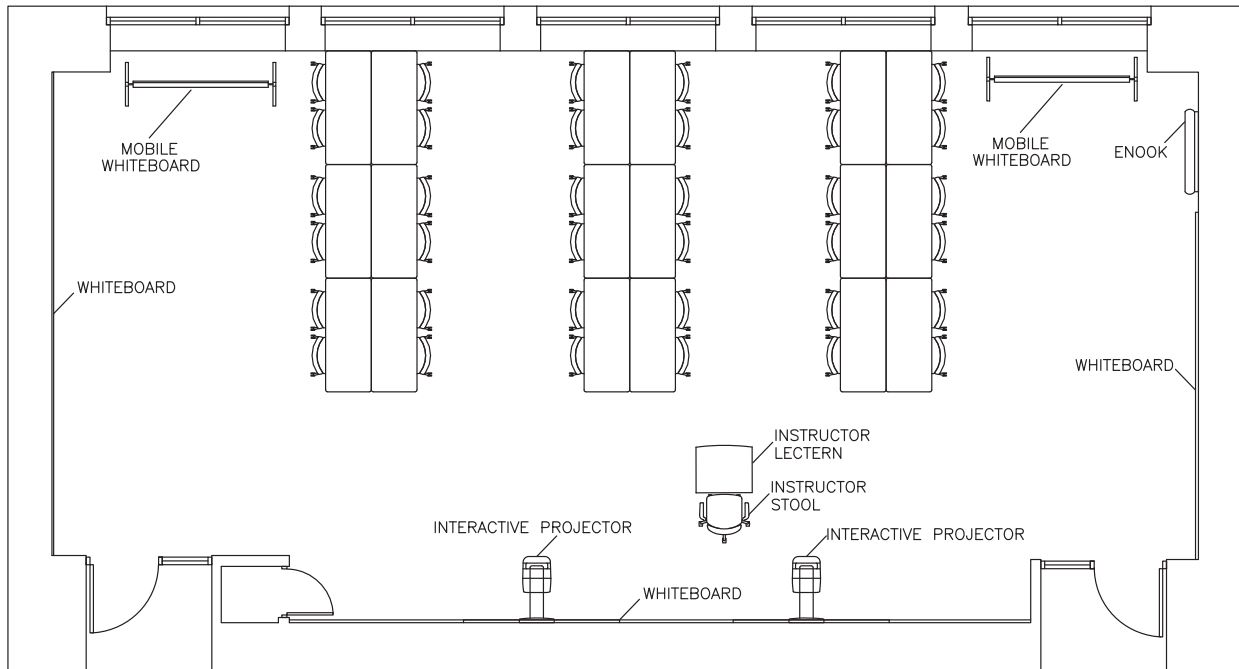 MOBILE
WHITEBOARD
MOBILE
WHITEBOARD
ENOOK
WHITEBOARD
WHITEBOARD
INSTRUCTOR
LECTERN
INSTRUCTOR
STOOL
INTERACTIVE PROJECTOR
INTERACTIVE PROJECTOR
WHITEBOARD